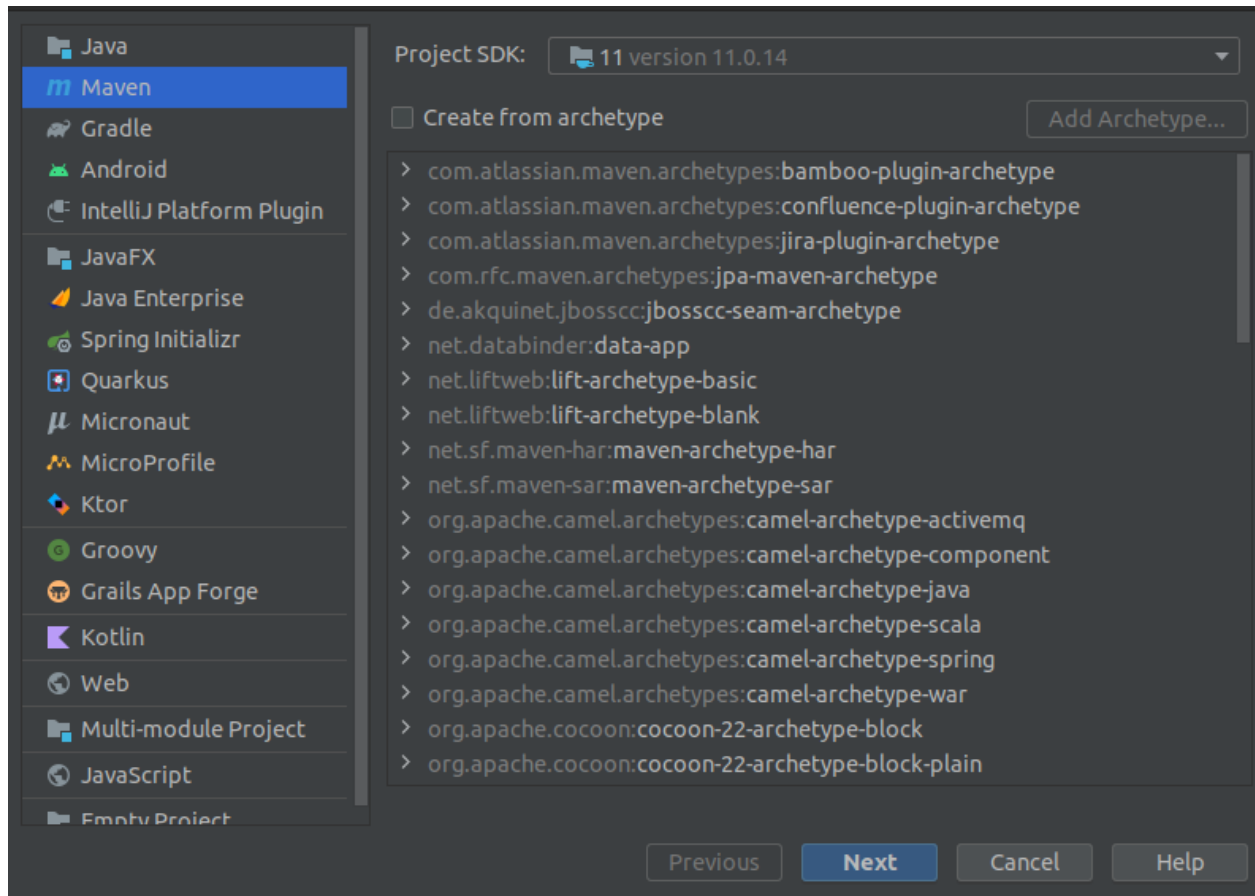 Java
Maven
Gradle
Android
IntelliJ Platform Plugin
JavaFX
Java Enterprise
Spring Initializr
Quarkus
Micronaut
MicroProfile
Ktor
Groovy
Grails App Forge
Kotlin
Web
Multi-module Project
JavaScript
Empty Project
Project SDK: 11 version 11.0.14
Create from archetype Add Archetype...
com.atlassian.maven.archetypes:bamboo-plugin-archetype
com.atlassian.maven.archetypes:confluence-plugin-archetype
com.atlassian.maven.archetypes:jira-plugin-archetype
com.rfc.maven.archetypes:jpa-maven-archetype
de.akquinet.jbosscc:jbosscc-seam-archetype
net.databinder:data-app
net.liftweb:lift-archetype-basic
net.liftweb:lift-archetype-blank
net.sf.maven-har:maven-archetype-har
net.sf.maven-sar:maven-archetype-sar
org.apache.camel.archetypes:camel-archetype-activemq
org.apache.camel.archetypes:camel-archetype-component
org.apache.camel.archetypes:camel-archetype-java
org.apache.camel.archetypes:camel-archetype-scala
org.apache.camel.archetypes:camel-archetype-spring
org.apache.camel.archetypes:camel-archetype-war
org.apache.cocoon:cocoon-22-archetype-block
org.apache.cocoon:cocoon-22-archetype-block-plain
Previous Next Cancel Help